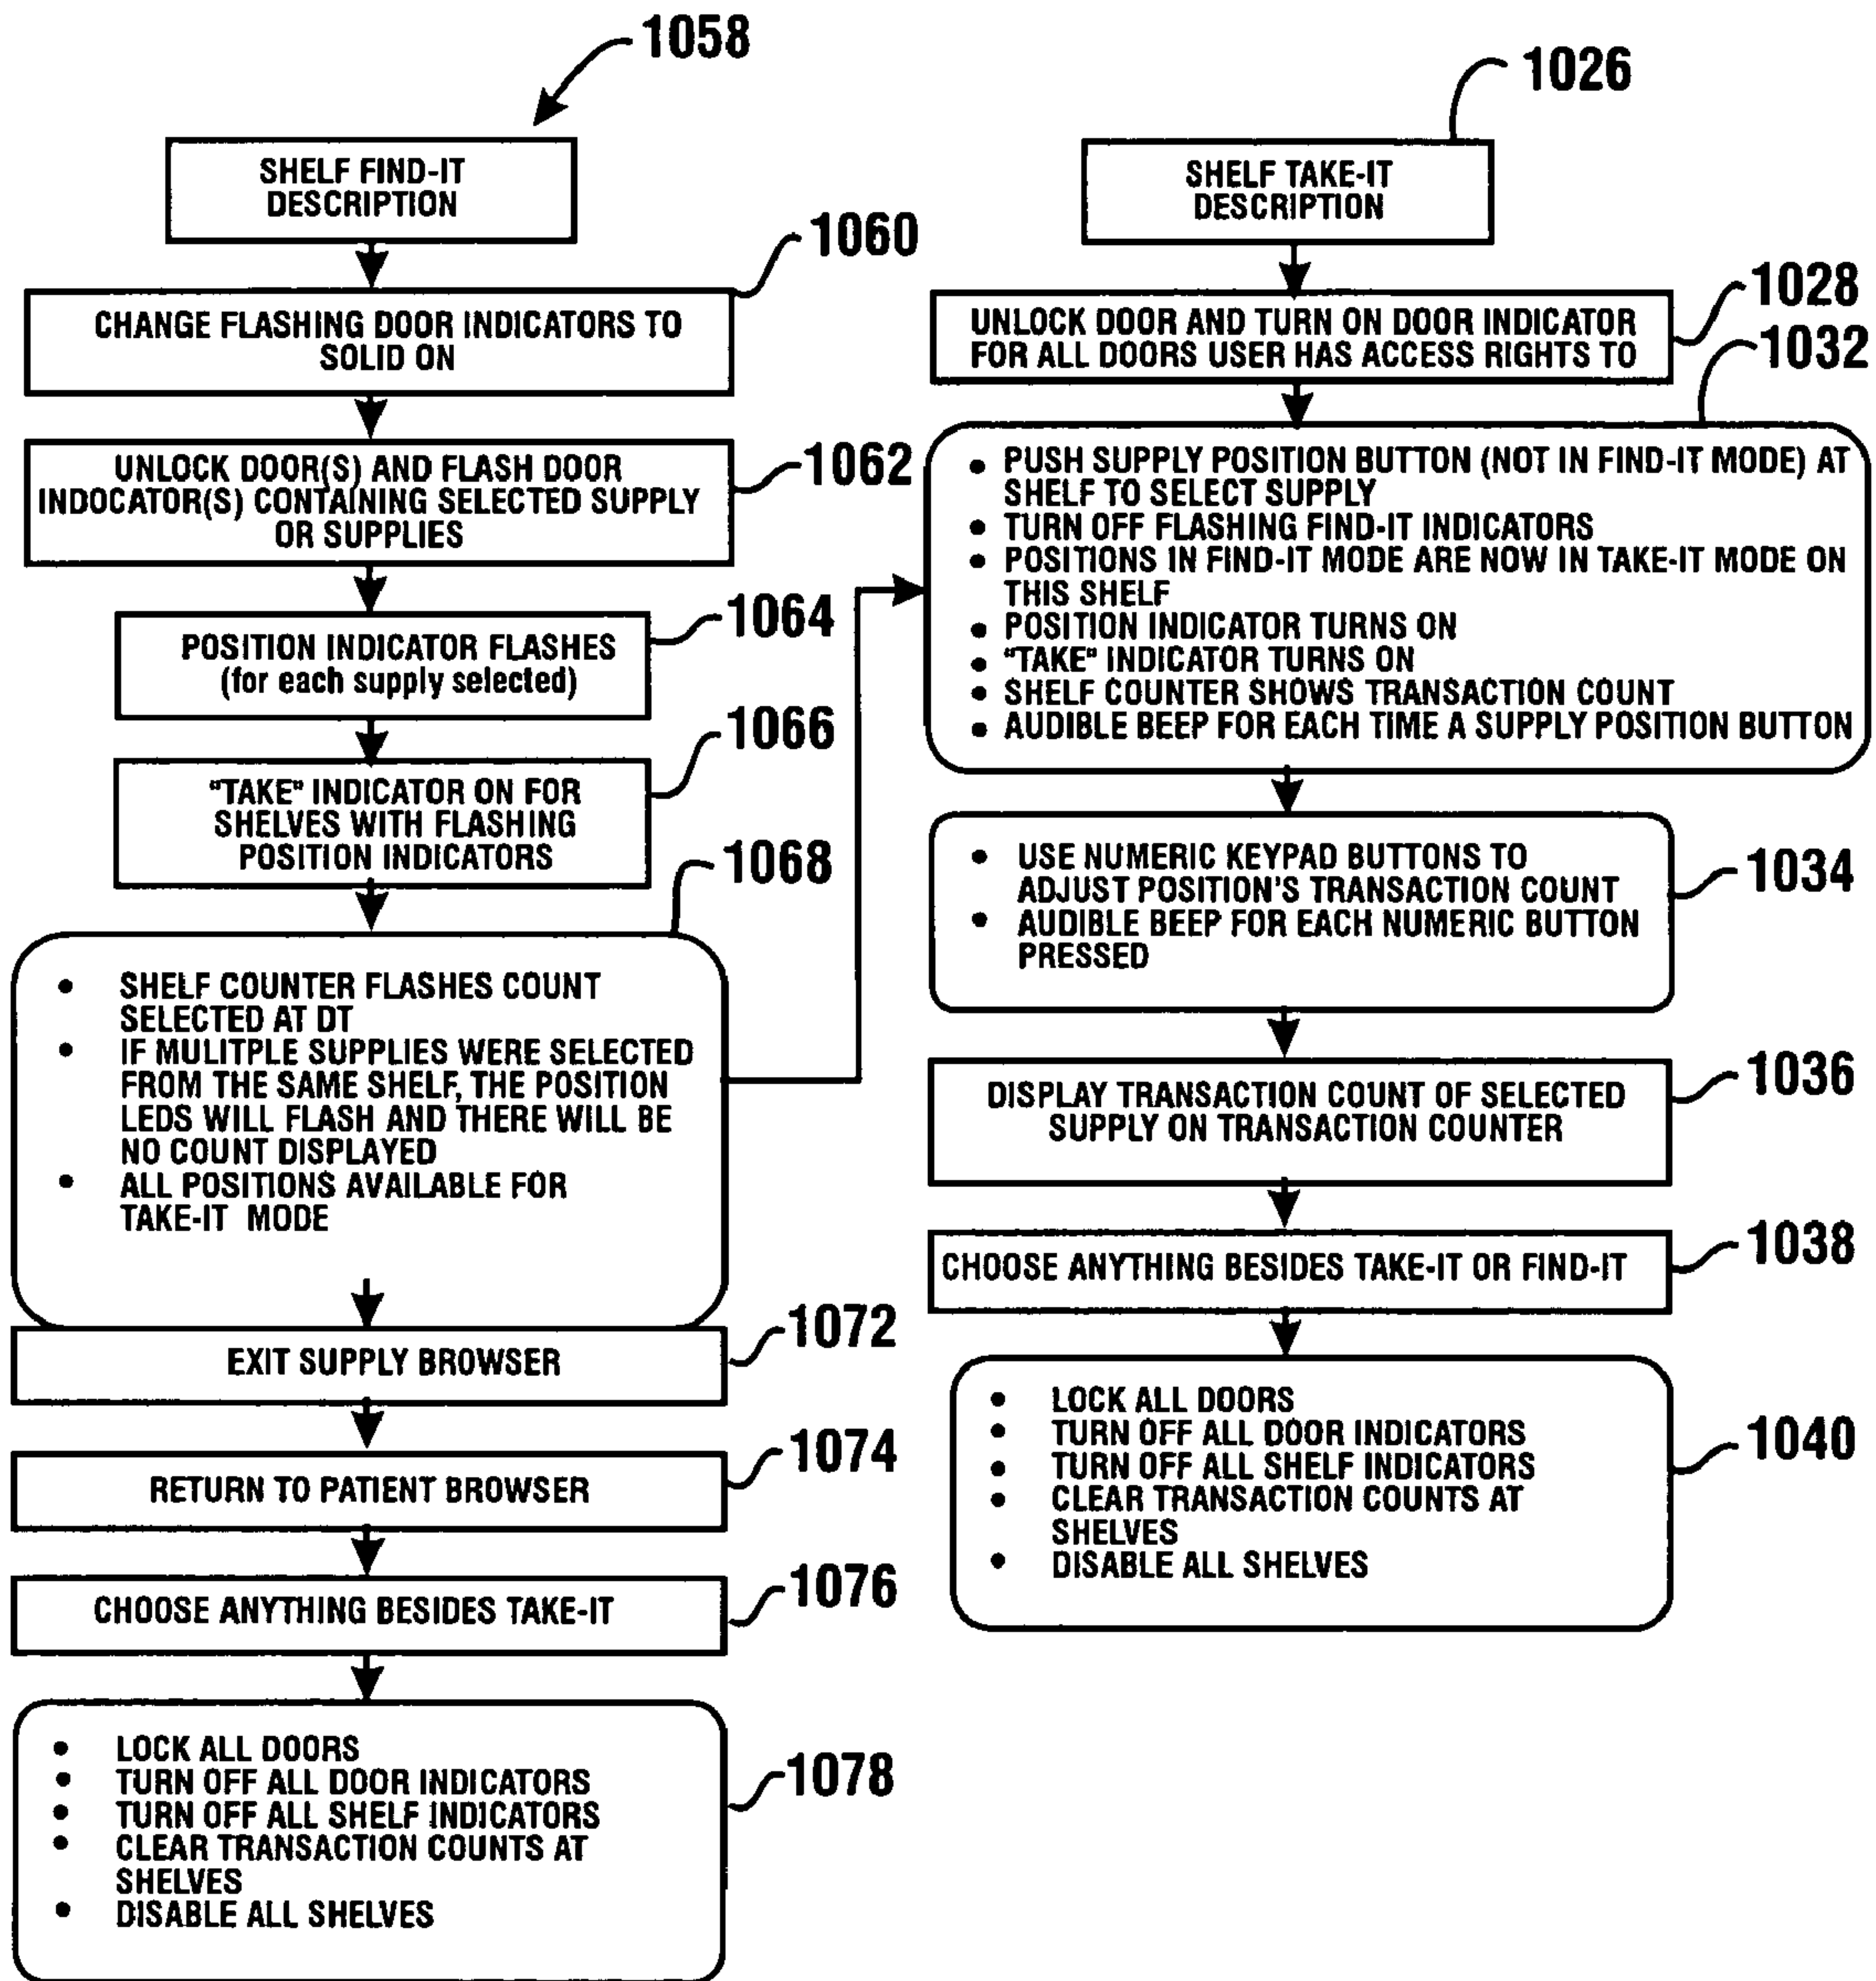 1058
SHELF FIND-IT
DESCRIPTION
1060
CHANGE FLASHING DOOR INDICATORS TO
SOLID ON
1062
UNLOCK DOOR(S) AND FLASH DOOR
INDOCATOR(S) CONTAINING SELECTED SUPPLY
OR SUPPLIES
1064
POSITION INDICATOR FLASHES
(for each supply selected)
1066
"TAKE" INDICATOR ON FOR
SHELVES WITH FLASHING
POSITION INDICATORS
1068
• SHELF COUNTER FLASHES COUNT
SELECTED AT DT
• IF MULITPLE SUPPLIES WERE SELECTED
FROM THE SAME SHELF, THE POSITION
LEDS WILL FLASH AND THERE WILL BE
NO COUNT DISPLAYED
• ALL POSITIONS AVAILABLE FOR
TAKE-IT MODE
1072
EXIT SUPPLY BROWSER
1074
RETURN TO PATIENT BROWSER
1076
CHOOSE ANYTHING BESIDES TAKE-IT
1078
• LOCK ALL DOORS
• TURN OFF ALL DOOR INDICATORS
• TURN OFF ALL SHELF INDICATORS
• CLEAR TRANSACTION COUNTS AT
SHELVES
• DISABLE ALL SHELVES
1026
SHELF TAKE-IT
DESCRIPTION
1028
UNLOCK DOOR AND TURN ON DOOR INDICATOR
FOR ALL DOORS USER HAS ACCESS RIGHTS TO
1032
• PUSH SUPPLY POSITION BUTTON (NOT IN FIND-IT MODE) AT
SHELF TO SELECT SUPPLY
• TURN OFF FLASHING FIND-IT INDICATORS
• POSITIONS IN FIND-IT MODE ARE NOW IN TAKE-IT MODE ON
THIS SHELF
• POSITION INDICATOR TURNS ON
• "TAKE" INDICATOR TURNS ON
• SHELF COUNTER SHOWS TRANSACTION COUNT
• AUDIBLE BEEP FOR EACH TIME A SUPPLY POSITION BUTTON
1034
• USE NUMERIC KEYPAD BUTTONS TO
ADJUST POSITION'S TRANSACTION COUNT
• AUDIBLE BEEP FOR EACH NUMERIC BUTTON
PRESSED
1036
DISPLAY TRANSACTION COUNT OF SELECTED
SUPPLY ON TRANSACTION COUNTER
1038
CHOOSE ANYTHING BESIDES TAKE-IT OR FIND-IT
1040
• LOCK ALL DOORS
• TURN OFF ALL DOOR INDICATORS
• TURN OFF ALL SHELF INDICATORS
• CLEAR TRANSACTION COUNTS AT
SHELVES
• DISABLE ALL SHELVES